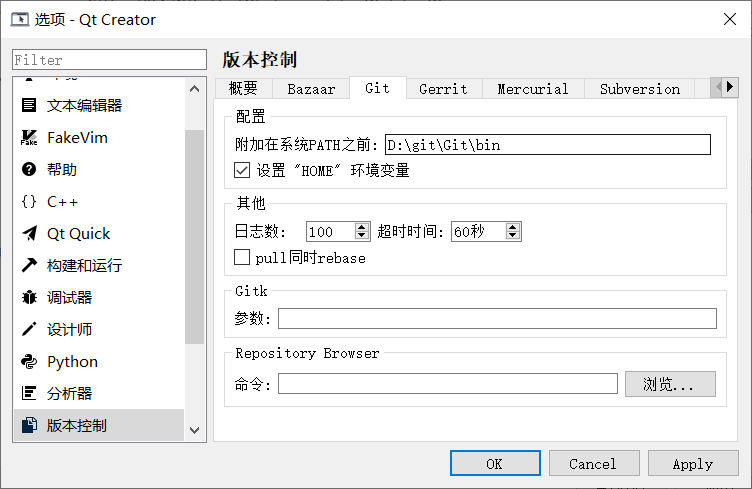 选项 - Qt Creator
Filter
文本编辑器
FakeVim
帮助
C++
Qt Quick
构建和运行
调试器
设计师
Python
分析器
版本控制
版本控制
概要 Bazaar Git Gerrit Mercurial Subversion
配置
附加在系统PATH之前: D:\git\Git\bin
设置 "HOME" 环境变量
其他
日志数: 100 超时时间: 60秒
pull同时rebase
Gitk
参数:
Repository Browser
命令: 浏览...
OK Cancel Apply